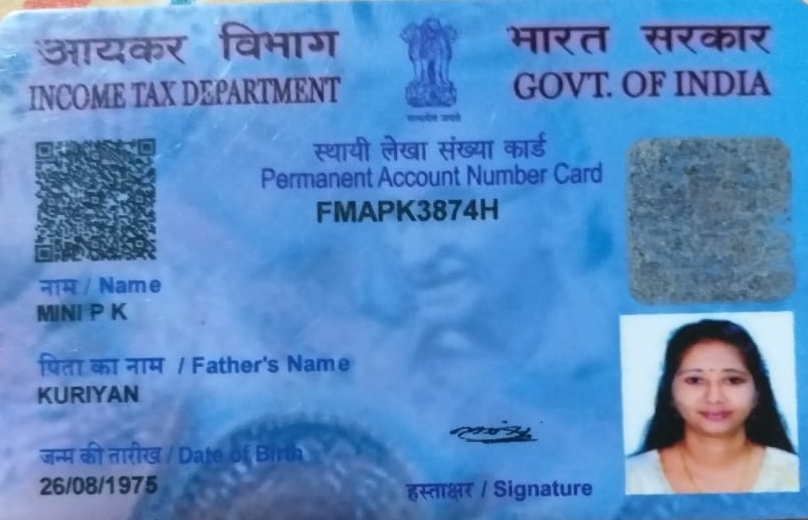 आयकर विभाग
INCOME TAX DEPARTMENT
भारत सरकार
GOVT. OF INDIA
सत्यमेव जयते
स्थायी लेखा संख्या कार्ड
Permanent Account Number Card
FMAPK3874H
नाम / Name
MINI P K
पिता का नाम / Father's Name
KURIYAN
जन्म की तारीख / Date of Birth
26/08/1975
हस्ताक्षर / Signature